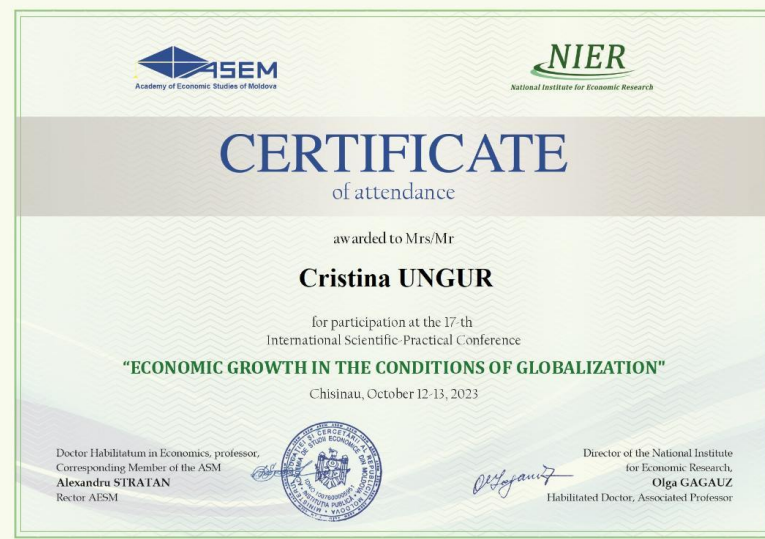 ASEM
Academy of Economic Studies of Moldova
NIER
National Institute for Economic Research
CERTIFICATE
of attendance
awarded to Mrs/Mr
Cristina UNGUR
for participation at the 17-th
International Scientific-Practical Conference
“ECONOMIC GROWTH IN THE CONDITIONS OF GLOBALIZATION"
Chisinau, October 12-13, 2023
Doctor Habilitatum in Economics, professor,
Corresponding Member of the ASM
Alexandru STRATAN
Rector AESM
Director of the National Institute
for Economic Research,
Olga GAGAUZ
Habilitated Doctor, Associated Professor